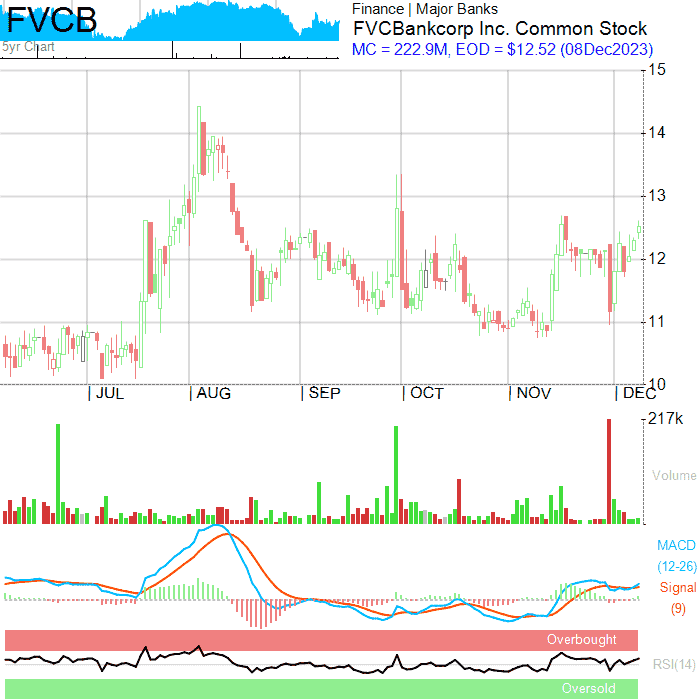 FVCB
5yr Chart
Finance | Major Banks
FVCBankcorp Inc. Common Stock
MC = 222.9M, EOD = $12.52 (08Dec2023)
15
14
13
12
11
10
JUL
AUG
SEP
OCT
NOV
DEC
217k
Volume
MACD
(12-26)
Signal
(9)
Overbought
RSI(14)
Oversold